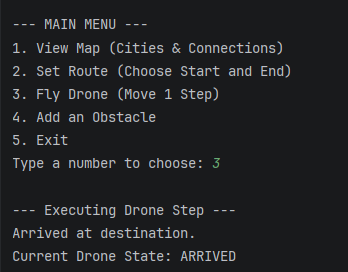 --- MAIN MENU ---
1. View Map (Cities & Connections)
2. Set Route (Choose Start and End)
3. Fly Drone (Move 1 Step)
4. Add an Obstacle
5. Exit
Type a number to choose: 3
--- Executing Drone Step ---
Arrived at destination.
Current Drone State: ARRIVED